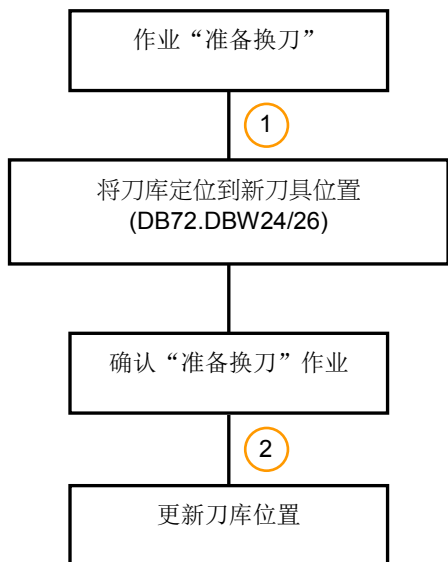 作业“准备换刀”
1
将刀库定位到新刀具位置
(DB72.DBW24/26)
确认“准备换刀”作业
2
更新刀库位置